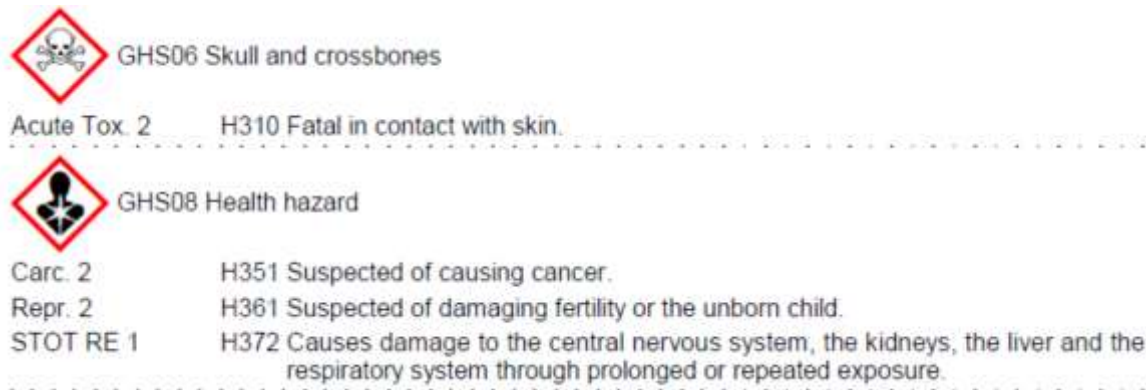 GHS06 Skull and crossbones
Acute Tox. 2 H310 Fatal in contact with skin.
GHS08 Health hazard
Carc. 2 H351 Suspected of causing cancer.
Repr. 2 H361 Suspected of damaging fertility or the unborn child.
STOT RE 1 H372 Causes damage to the central nervous system, the kidneys, the liver and the
respiratory system through prolonged or repeated exposure.